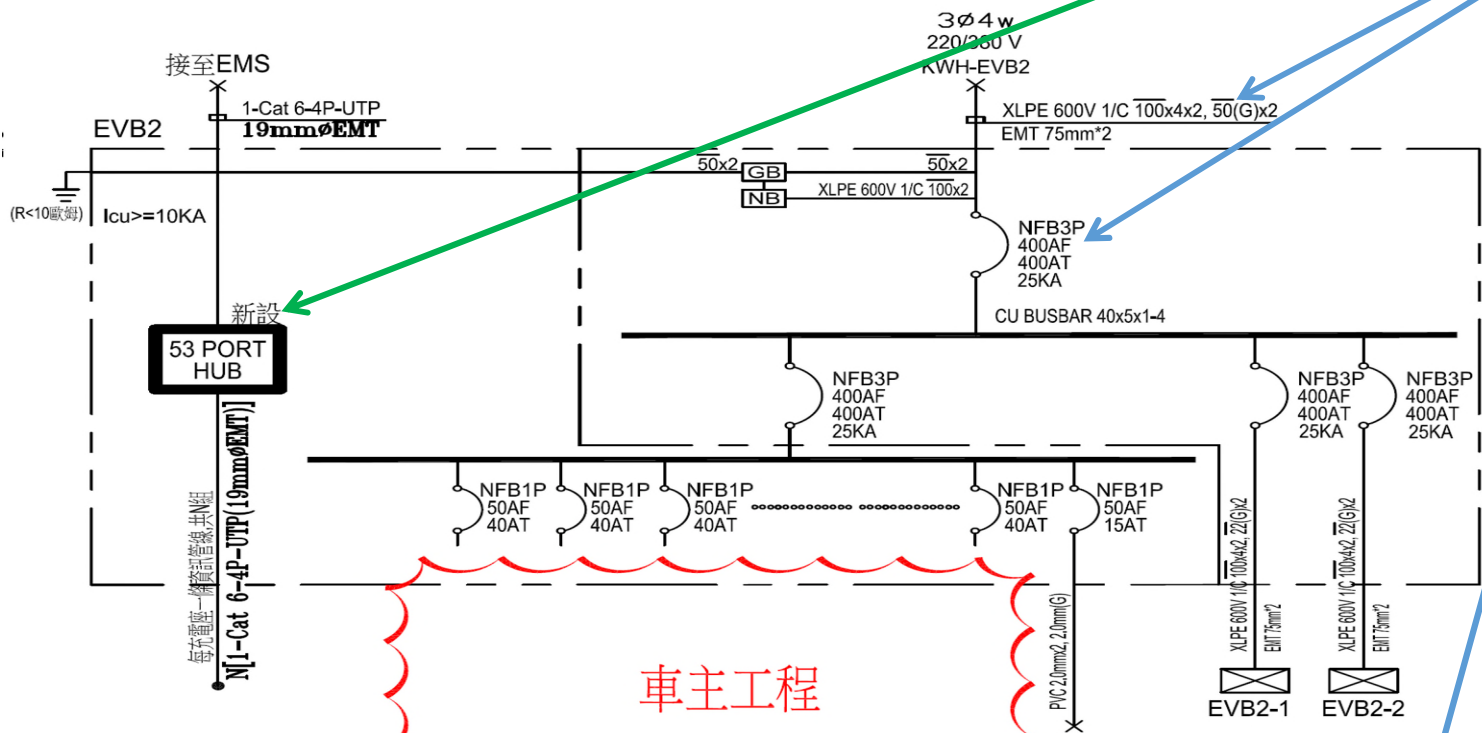 接至EMS
1-Cat 6-4P-UTP
19mmØEMT
3Ø4w
220/380 V
KWH-EVB2
XLPE 600V 1/C 100x4x2, 50(G)x2
EMT 75mm*2
EVB2
(R<10歐姆)
Icu>=10KA
50x2
GB
50x2
NB
XLPE 600V 1/C 100x2
NFB3P
400AF
400AT
25KA
CU BUSBAR 40x5x1-4
新設
53 PORT
HUB
NFB3P
400AF
400AT
25KA
NFB3P
400AF
400AT
25KA
NFB3P
400AF
400AT
25KA
NFB1P
50AF
40AT
NFB1P
50AF
40AT
NFB1P
50AF
40AT
NFB1P
50AF
40AT
NFB1P
50AF
15AT
每充電座一條資訊管線,共N組
N[1-Cat 6-4P-UTP(19mmØEMT)]
車主工程
PVC 2.0mmx2, 2.0mm(G)
XLPE 600V 1/C 100x4x2, 22(G)x2
EMT 75mm*2
XLPE 600V 1/C 100x4x2, 22(G)x2
EMT 75mm*2
EVB2-1
EVB2-2